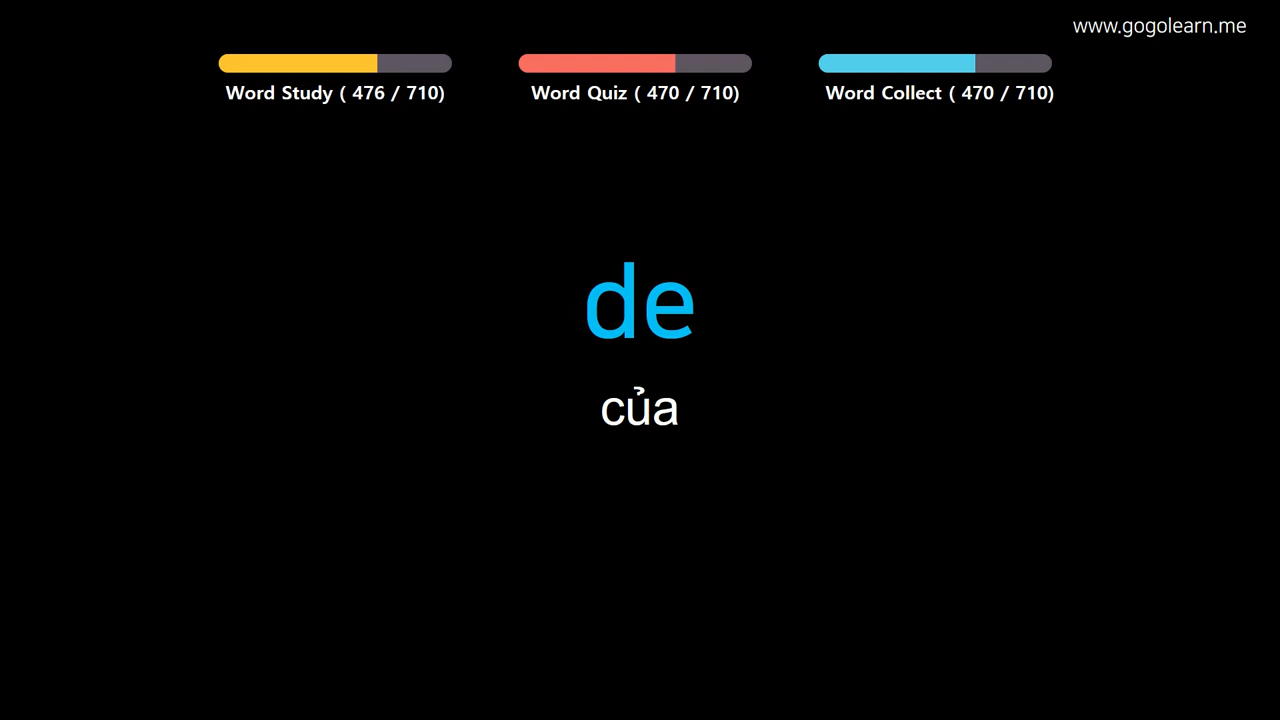 www.gogolearn.me
Word Study ( 476 / 710)
Word Quiz ( 470 / 710)
Word Collect ( 470 / 710)
de
của